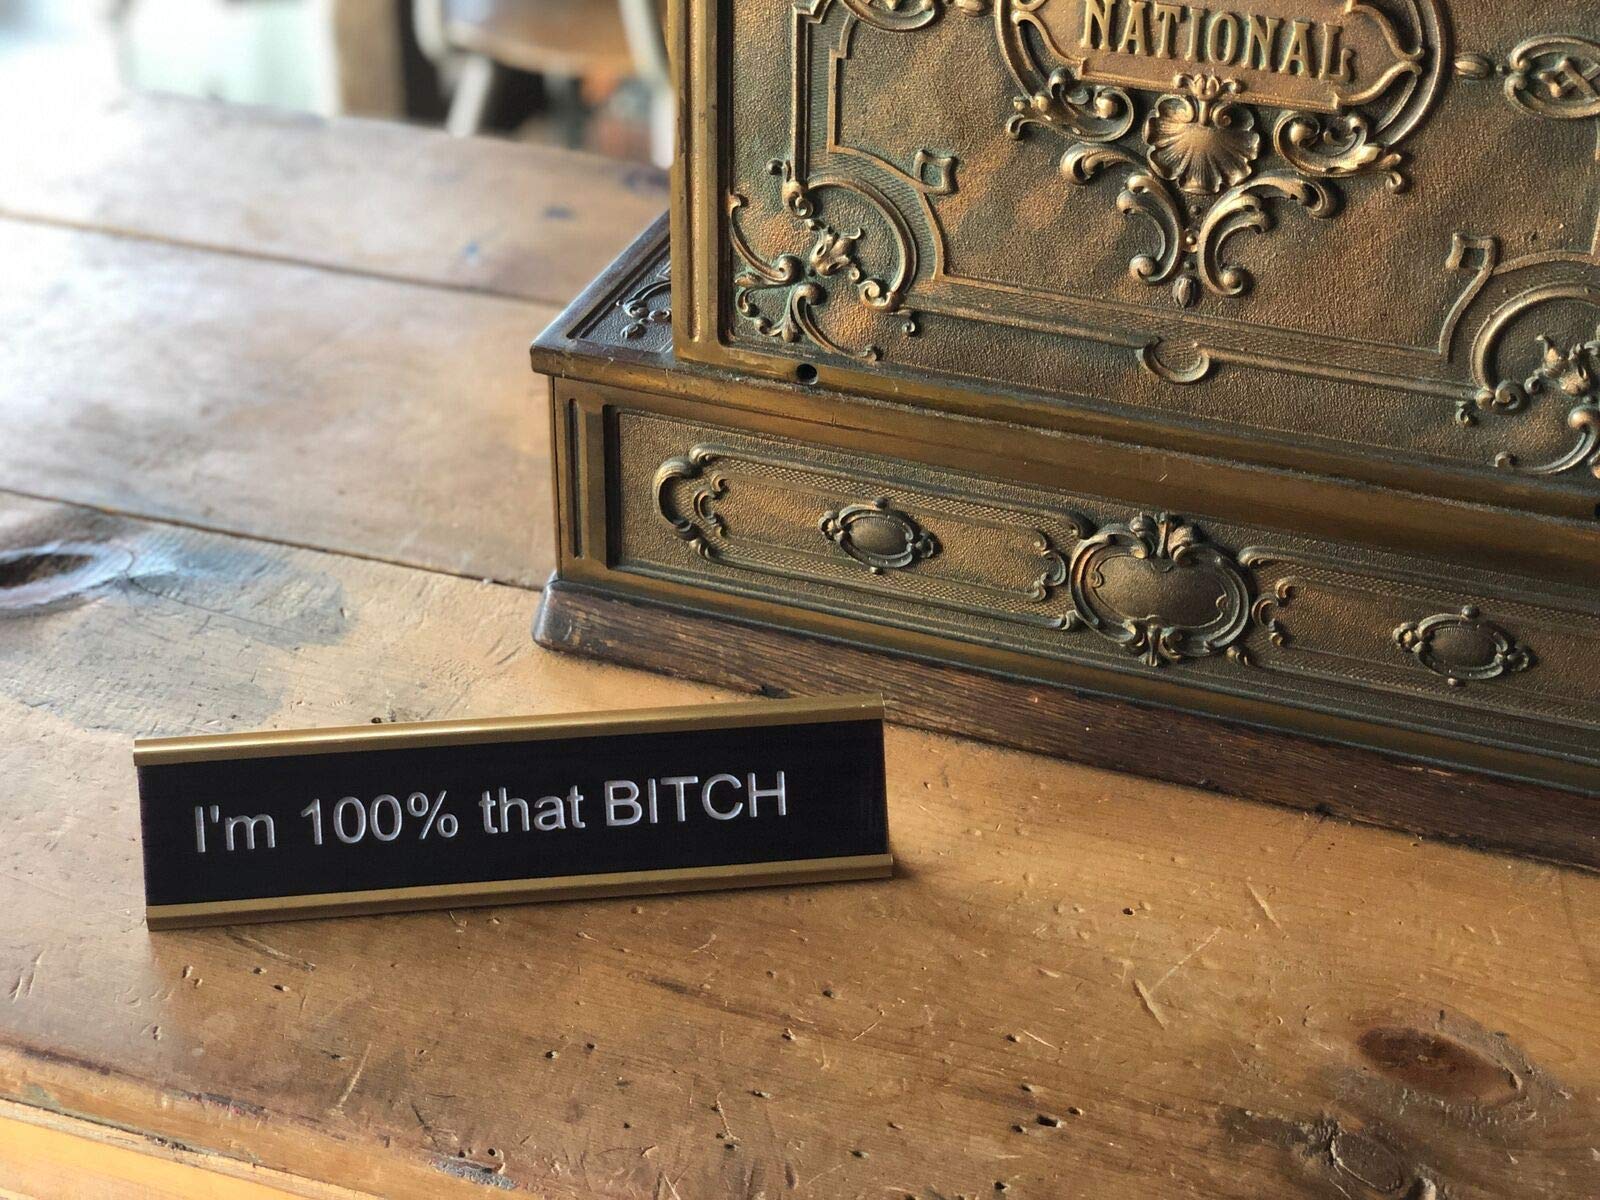 NATIONAL
I'm 100% that BITCH